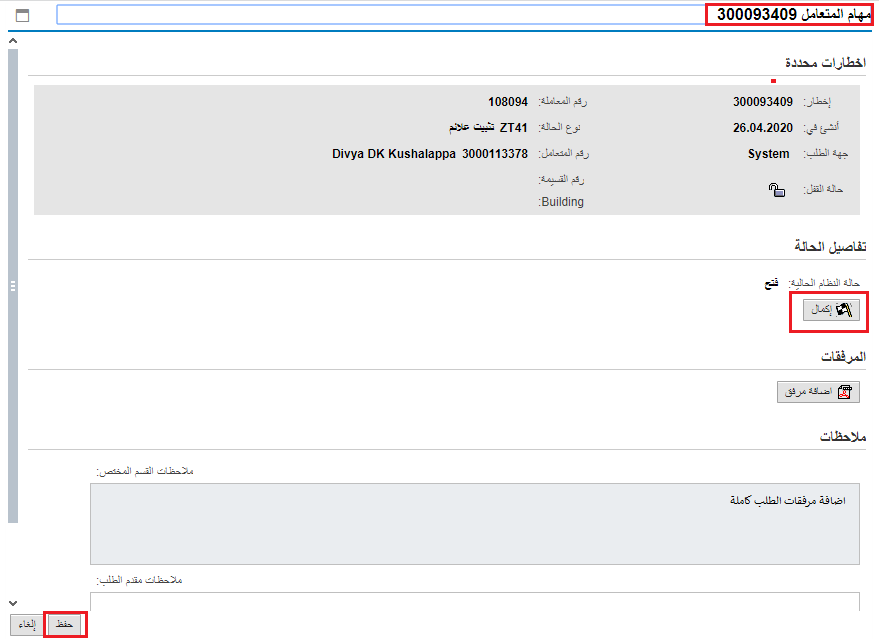 مهام المتعامل 300093409
اخطارات محددة
إخطار: 300093409 رقم المعاملة: 108094
أنشئ في: 26.04.2020 نوع الحالة: ZT41 تثبيت علائم
جهة الطلب: System رقم المتعامل: 3000113378 Divya DK Kushalappa
رقم القسيمة:
حالة القفل:
Building:
تفاصيل الحالة
حالة النظام الحالية: فتح
إكمال
المرفقات
اضافة مرفق
ملاحظات
ملاحظات القسم المختص:
اضافة مرفقات الطلب كاملة
ملاحظات مقدم الطلب:
حفظ إلغاء